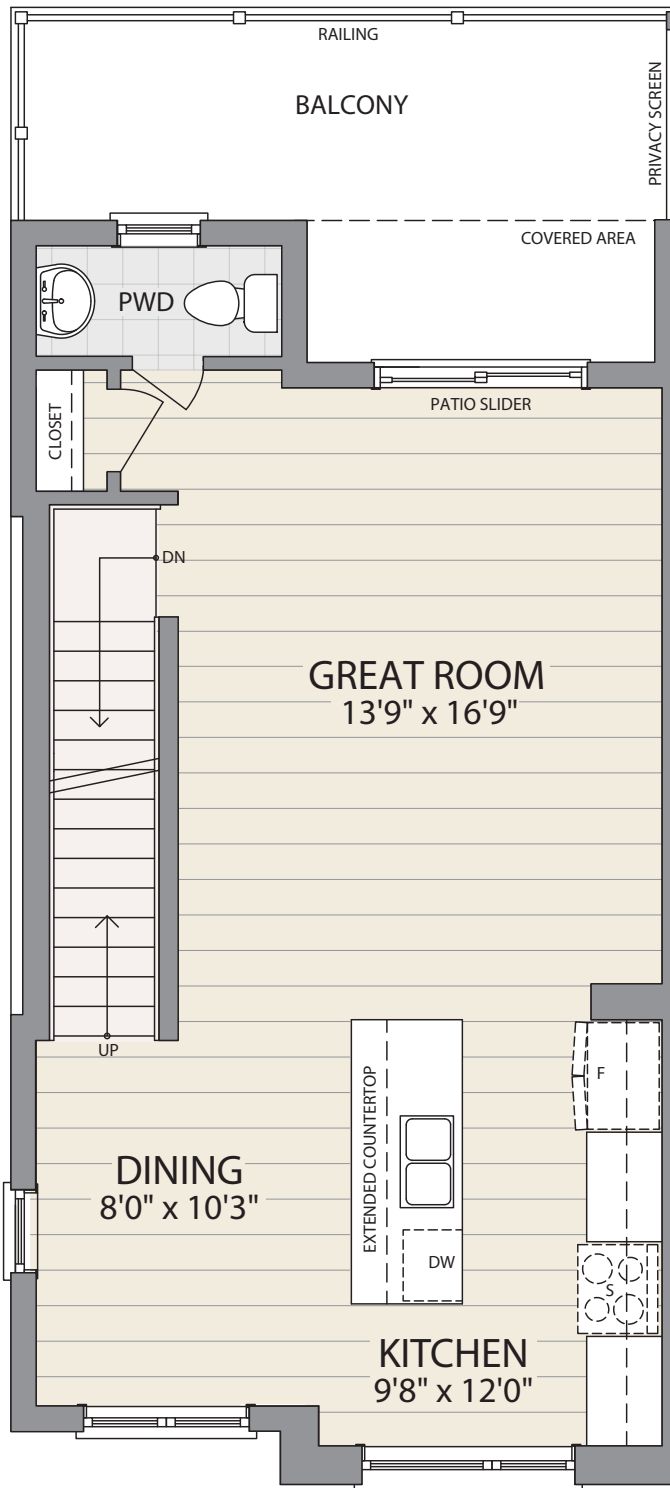 RAILING
BALCONY
PRIVACY SCREEN
COVERED AREA
PWD
PATIO SLIDER
CLOSET
DN
GREAT ROOM
13'9" x 16'9"
UP
EXTENDED COUNTERTOP
F
DINING
8'0" x 10'3"
DW
S
KITCHEN
9'8" x 12'0"